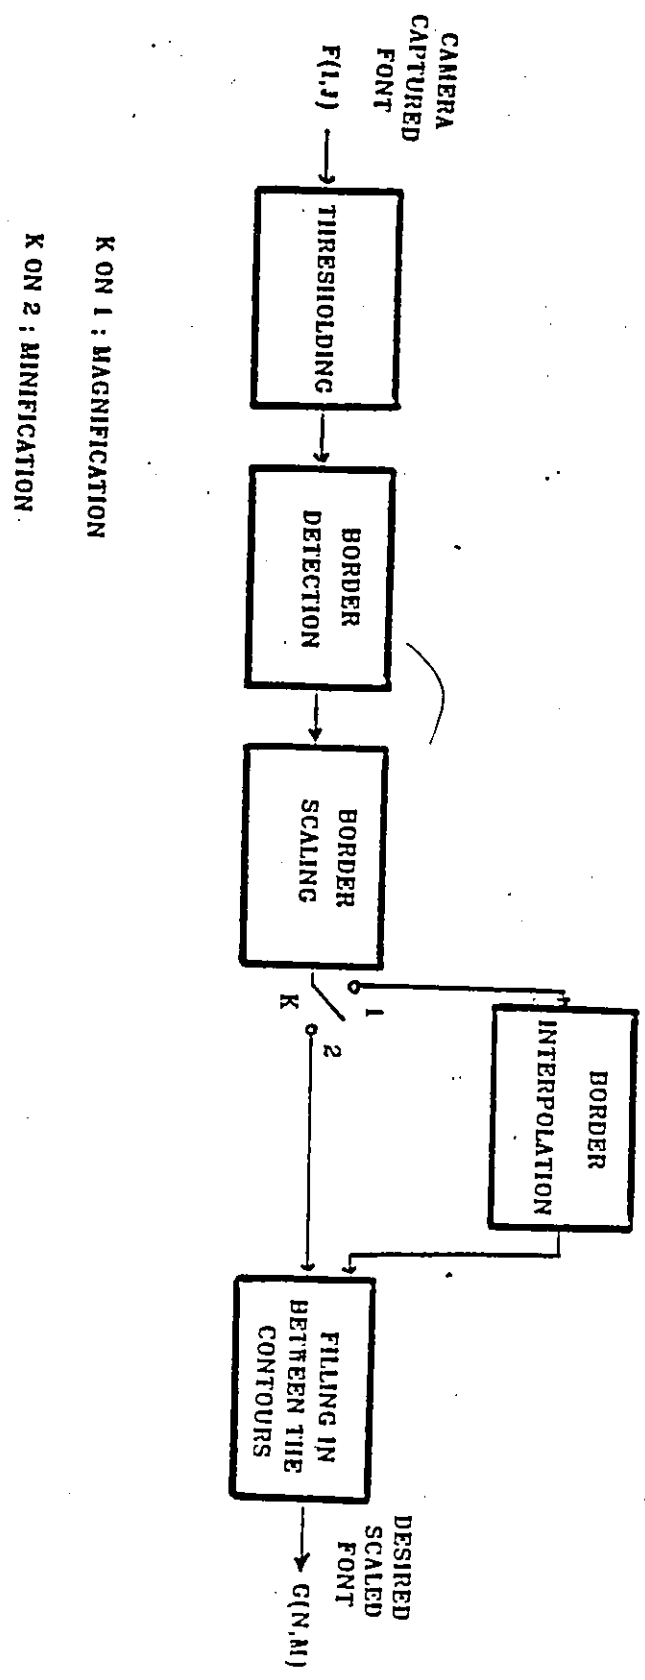 CAMERA
CAPTURED
FONT
F(I,J)
THRESHOLDING
BORDER
DETECTION
BORDER
SCALING
1
K
2
BORDER
INTERPOLATION
FILLING IN
BETWEEN THE
CONTOURS
DESIRED
SCALED
FONT
G(N,M)
K ON 1 ; MAGNIFICATION
K ON 2 ; MINIFICATION